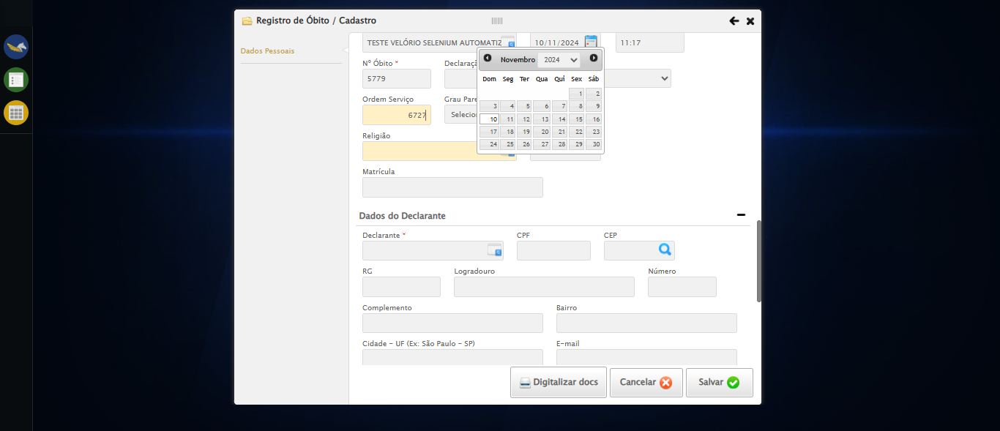 Registro de Óbito / Cadastro
Dados Pessoais
TESTE VELÓRIO SELENIUM AUTOMATIZ
10/11/2024
11:17
Nº Óbito *
Declaraçã
5779
Ordem Serviço
Grau Pare
6727
Selecion
Religião
Matrícula
Novembro 2024
Dom Seg Ter Qua Qui Sex Sáb
1 2
3 4 5 6 7 8 9
10 11 12 13 14 15 16
17 18 19 20 21 22 23
24 25 26 27 28 29 30
Dados do Declarante
Declarante *
CPF
CEP
RG
Logradouro
Número
Complemento
Bairro
Cidade - UF (Ex: São Paulo - SP)
E-mail
Digitalizar docs
Cancelar
Salvar